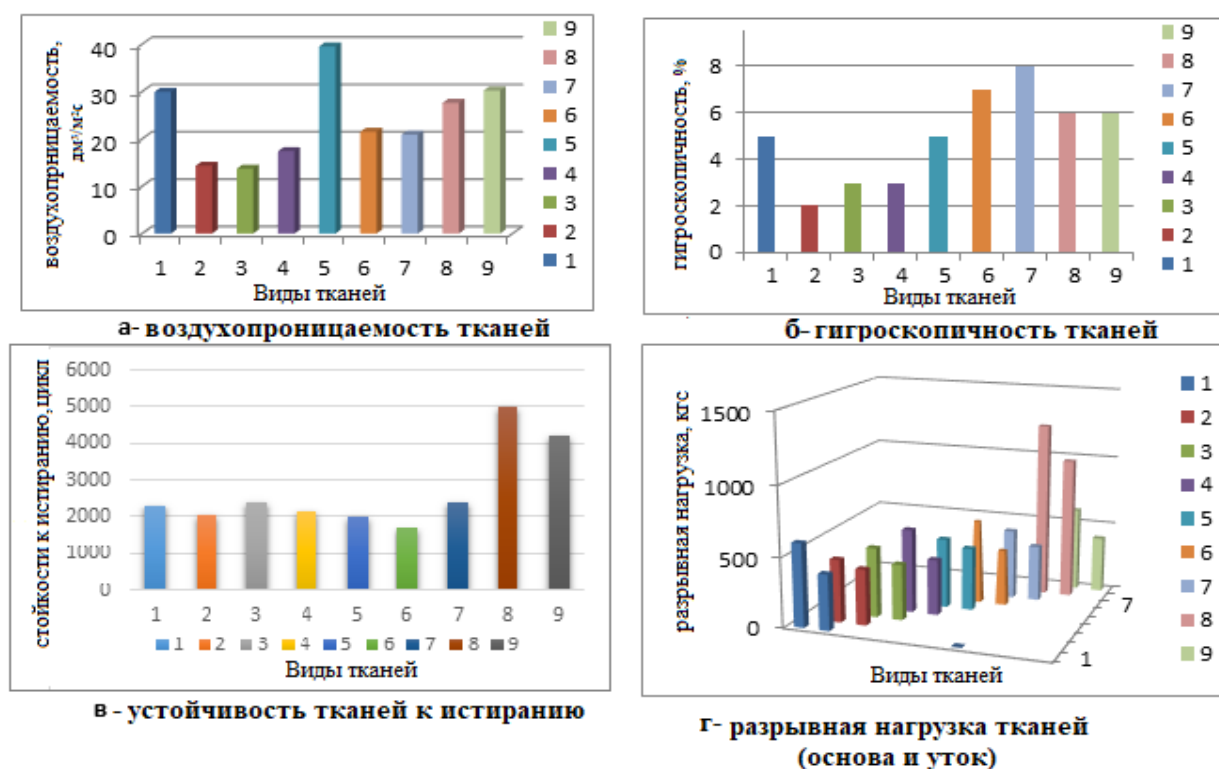 воздухопрницаемость,
дм³/м²с
40
30
20
10
0
1 2 3 4 5 6 7 8 9
Виды тканей
9
8
7
6
5
4
3
2
1
а- воздухопроницаемость тканей
гигроскопичность, %
8
6
4
2
0
1 2 3 4 5 6 7 8 9
Виды тканей
9
8
7
6
5
4
3
2
1
б- гигроскопичность тканей
стойкости к истиранию,цикл
6000
5000
4000
3000
2000
1000
0
1 2 3 4 5 6 7 8 9
1 2 3 4 5 6 7 8 9
Виды тканей
в - устойчивость тканей к истиранию
разрывная нагрузка, кгс
1500
1000
500
0
7
1
Виды тканей
1
2
3
4
5
6
7
8
9
г- разрывная нагрузка тканей
(основа и уток)